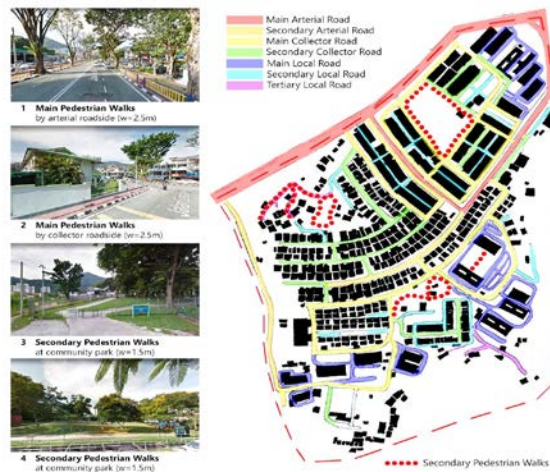 1 Main Pedestrian Walks
by arterial roadside (w=2.5m)
2 Main Pedestrian Walks
by collector roadside (w=2.5m)
3 Secondary Pedestrian Walks
at community park (w=1.5m)
4 Secondary Pedestrian Walks
at community park (w=1.5m)
Main Arterial Road
Secondary Arterial Road
Main Collector Road
Secondary Collector Road
Main Local Road
Secondary Local Road
Tertiary Local Road
Secondary Pedestrian Walks